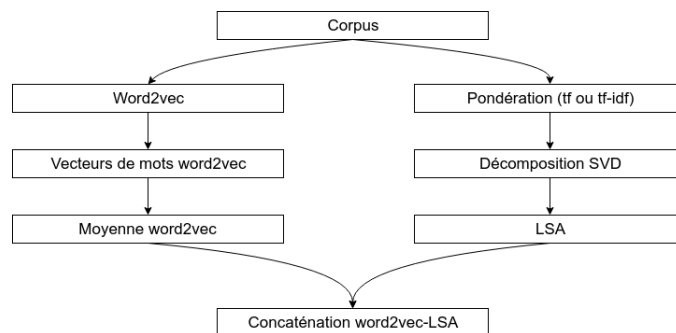 Corpus
Word2vec
Pondération (tf ou tf-idf)
Vecteurs de mots word2vec
Décomposition SVD
Moyenne word2vec
LSA
Concaténation word2vec-LSA